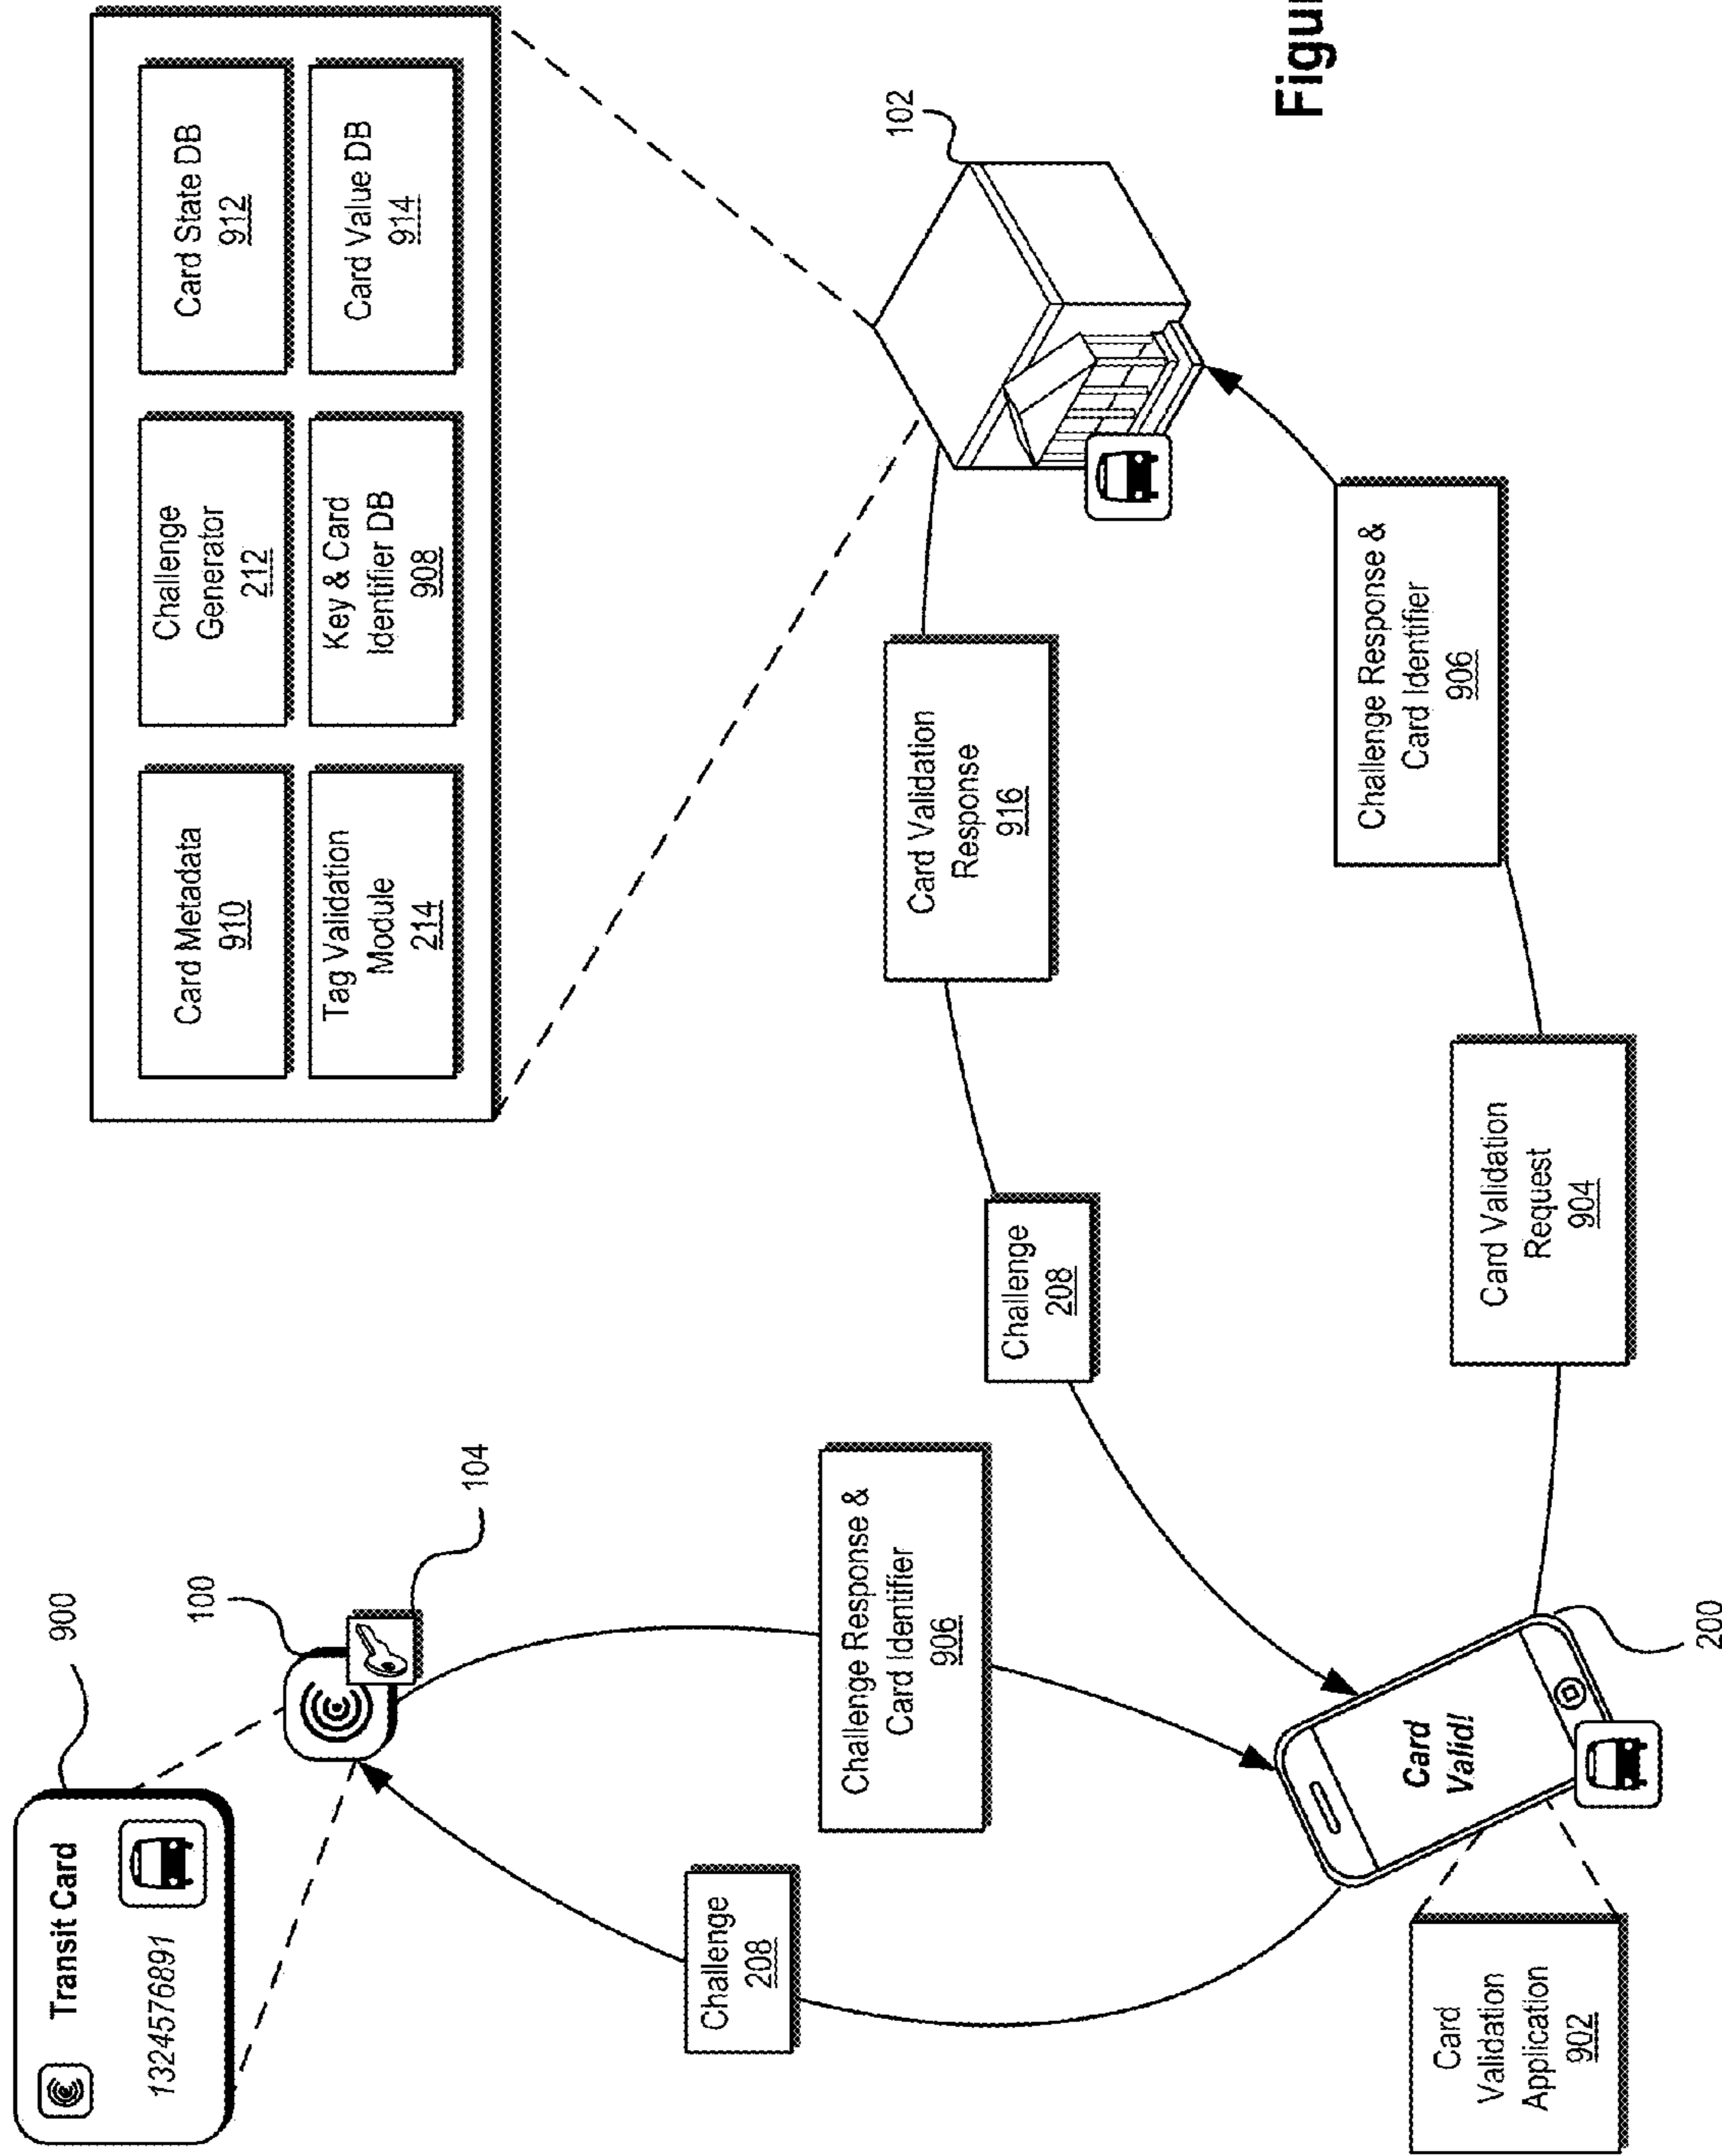 Transit Card
1324576891
900
100
104
Card Metadata
910
Challenge
Generator
212
Card State DB
912
Tag Validation
Module
214
Key & Card
Identifier DB
908
Card Value DB
914
102
Challenge
208
Challenge Response &
Card Identifier
906
Challenge
208
Card Validation
Response
916
Card
Valid!
Card
Validation
Application
902
200
Card Validation
Request
904
Challenge Response &
Card Identifier
906
Figu